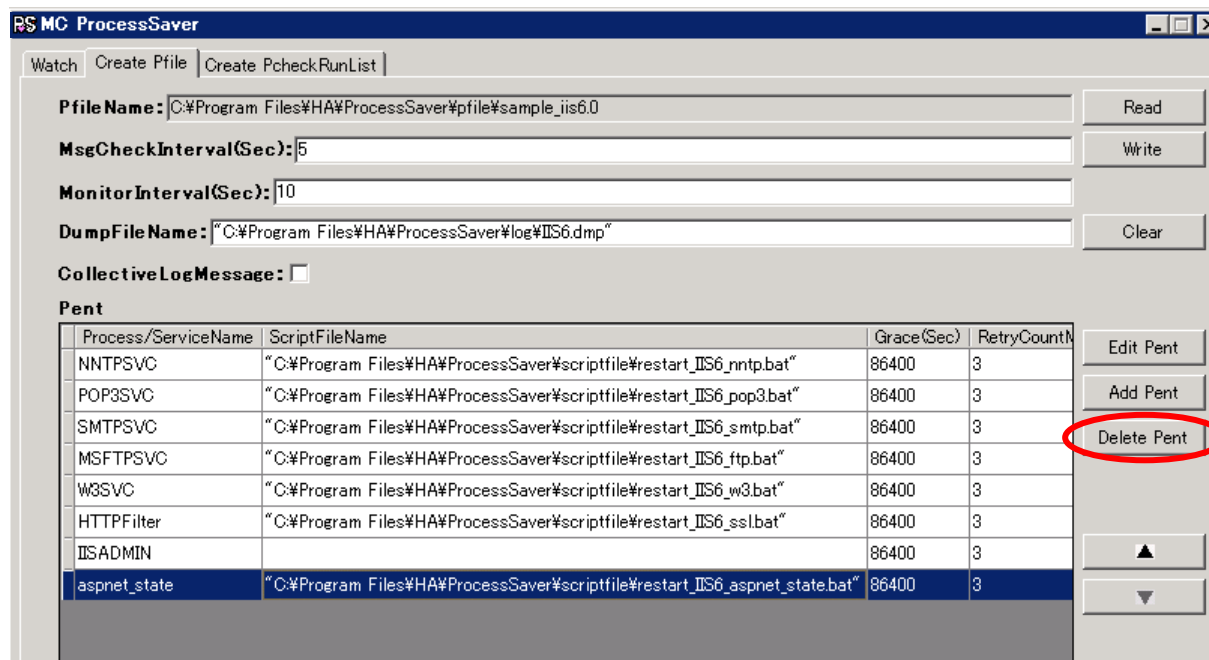 RS MC ProcessSaver
Watch Create Pfile Create PcheckRunList
PfileName: C:¥Program Files¥HA¥ProcessSaver¥pfile¥sample_iis6.0 Read
MsgCheckInterval(Sec): 5 Write
MonitorInterval(Sec): 10
DumpFileName: "C:¥Program Files¥HA¥ProcessSaver¥log¥IIS6.dmp" Clear
CollectiveLogMessage:
Pent
Process/ServiceName ScriptFileName Grace(Sec) RetryCountM
Edit Pent
NNTPSVC "C:¥Program Files¥HA¥ProcessSaver¥scriptfile¥restart_IIS6_nntp.bat" 86400 3
POP3SVC "C:¥Program Files¥HA¥ProcessSaver¥scriptfile¥restart_IIS6_pop3.bat" 86400 3 Add Pent
SMTPSVC "C:¥Program Files¥HA¥ProcessSaver¥scriptfile¥restart_IIS6_smtp.bat" 86400 3 Delete Pent
MSFTPSVC "C:¥Program Files¥HA¥ProcessSaver¥scriptfile¥restart_IIS6_ftp.bat" 86400 3
W3SVC "C:¥Program Files¥HA¥ProcessSaver¥scriptfile¥restart_IIS6_w3.bat" 86400 3
HTTPFilter "C:¥Program Files¥HA¥ProcessSaver¥scriptfile¥restart_IIS6_ssl.bat" 86400 3
IISADMIN 86400 3 ▲
aspnet_state "C:¥Program Files¥HA¥ProcessSaver¥scriptfile¥restart_IIS6_aspnet_state.bat" 86400 3 ▼